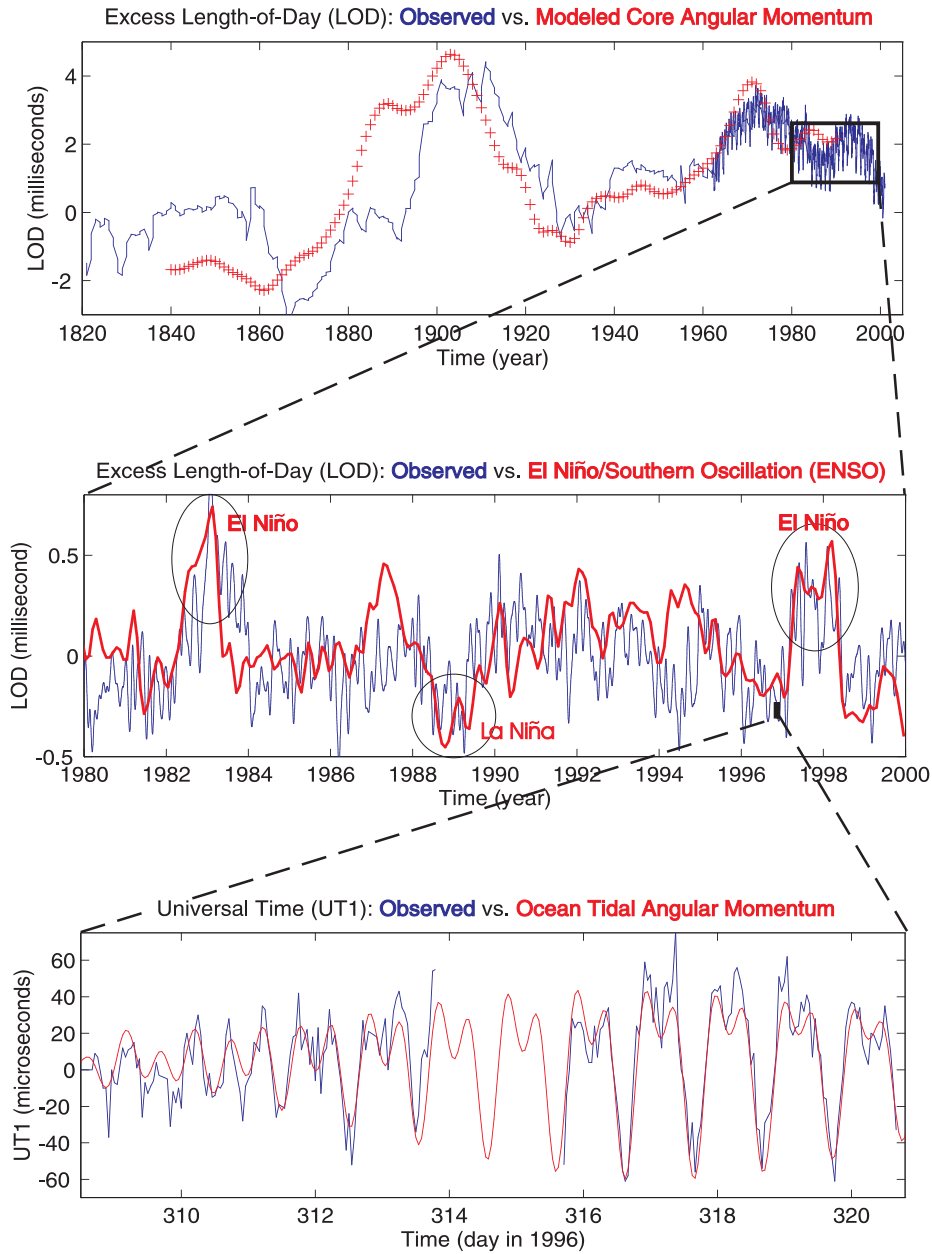 Excess Length-of-Day (LOD): Observed vs. Modeled Core Angular Momentum
LOD (milliseconds)
4
2
0
-2
1820 1840 1860 1880 1900 1920 1940 1960 1980 2000
Time (year)
Excess Length-of-Day (LOD): Observed vs. El Niño/Southern Oscillation (ENSO)
LOD (millisecond)
0.5
0
-0.5
El Niño
El Niño
La Niña
1980 1982 1984 1986 1988 1990 1992 1994 1996 1998 2000
Time (year)
Universal Time (UT1): Observed vs. Ocean Tidal Angular Momentum
UT1 (microseconds)
60
40
20
0
-20
-40
-60
310 312 314 316 318 320
Time (day in 1996)